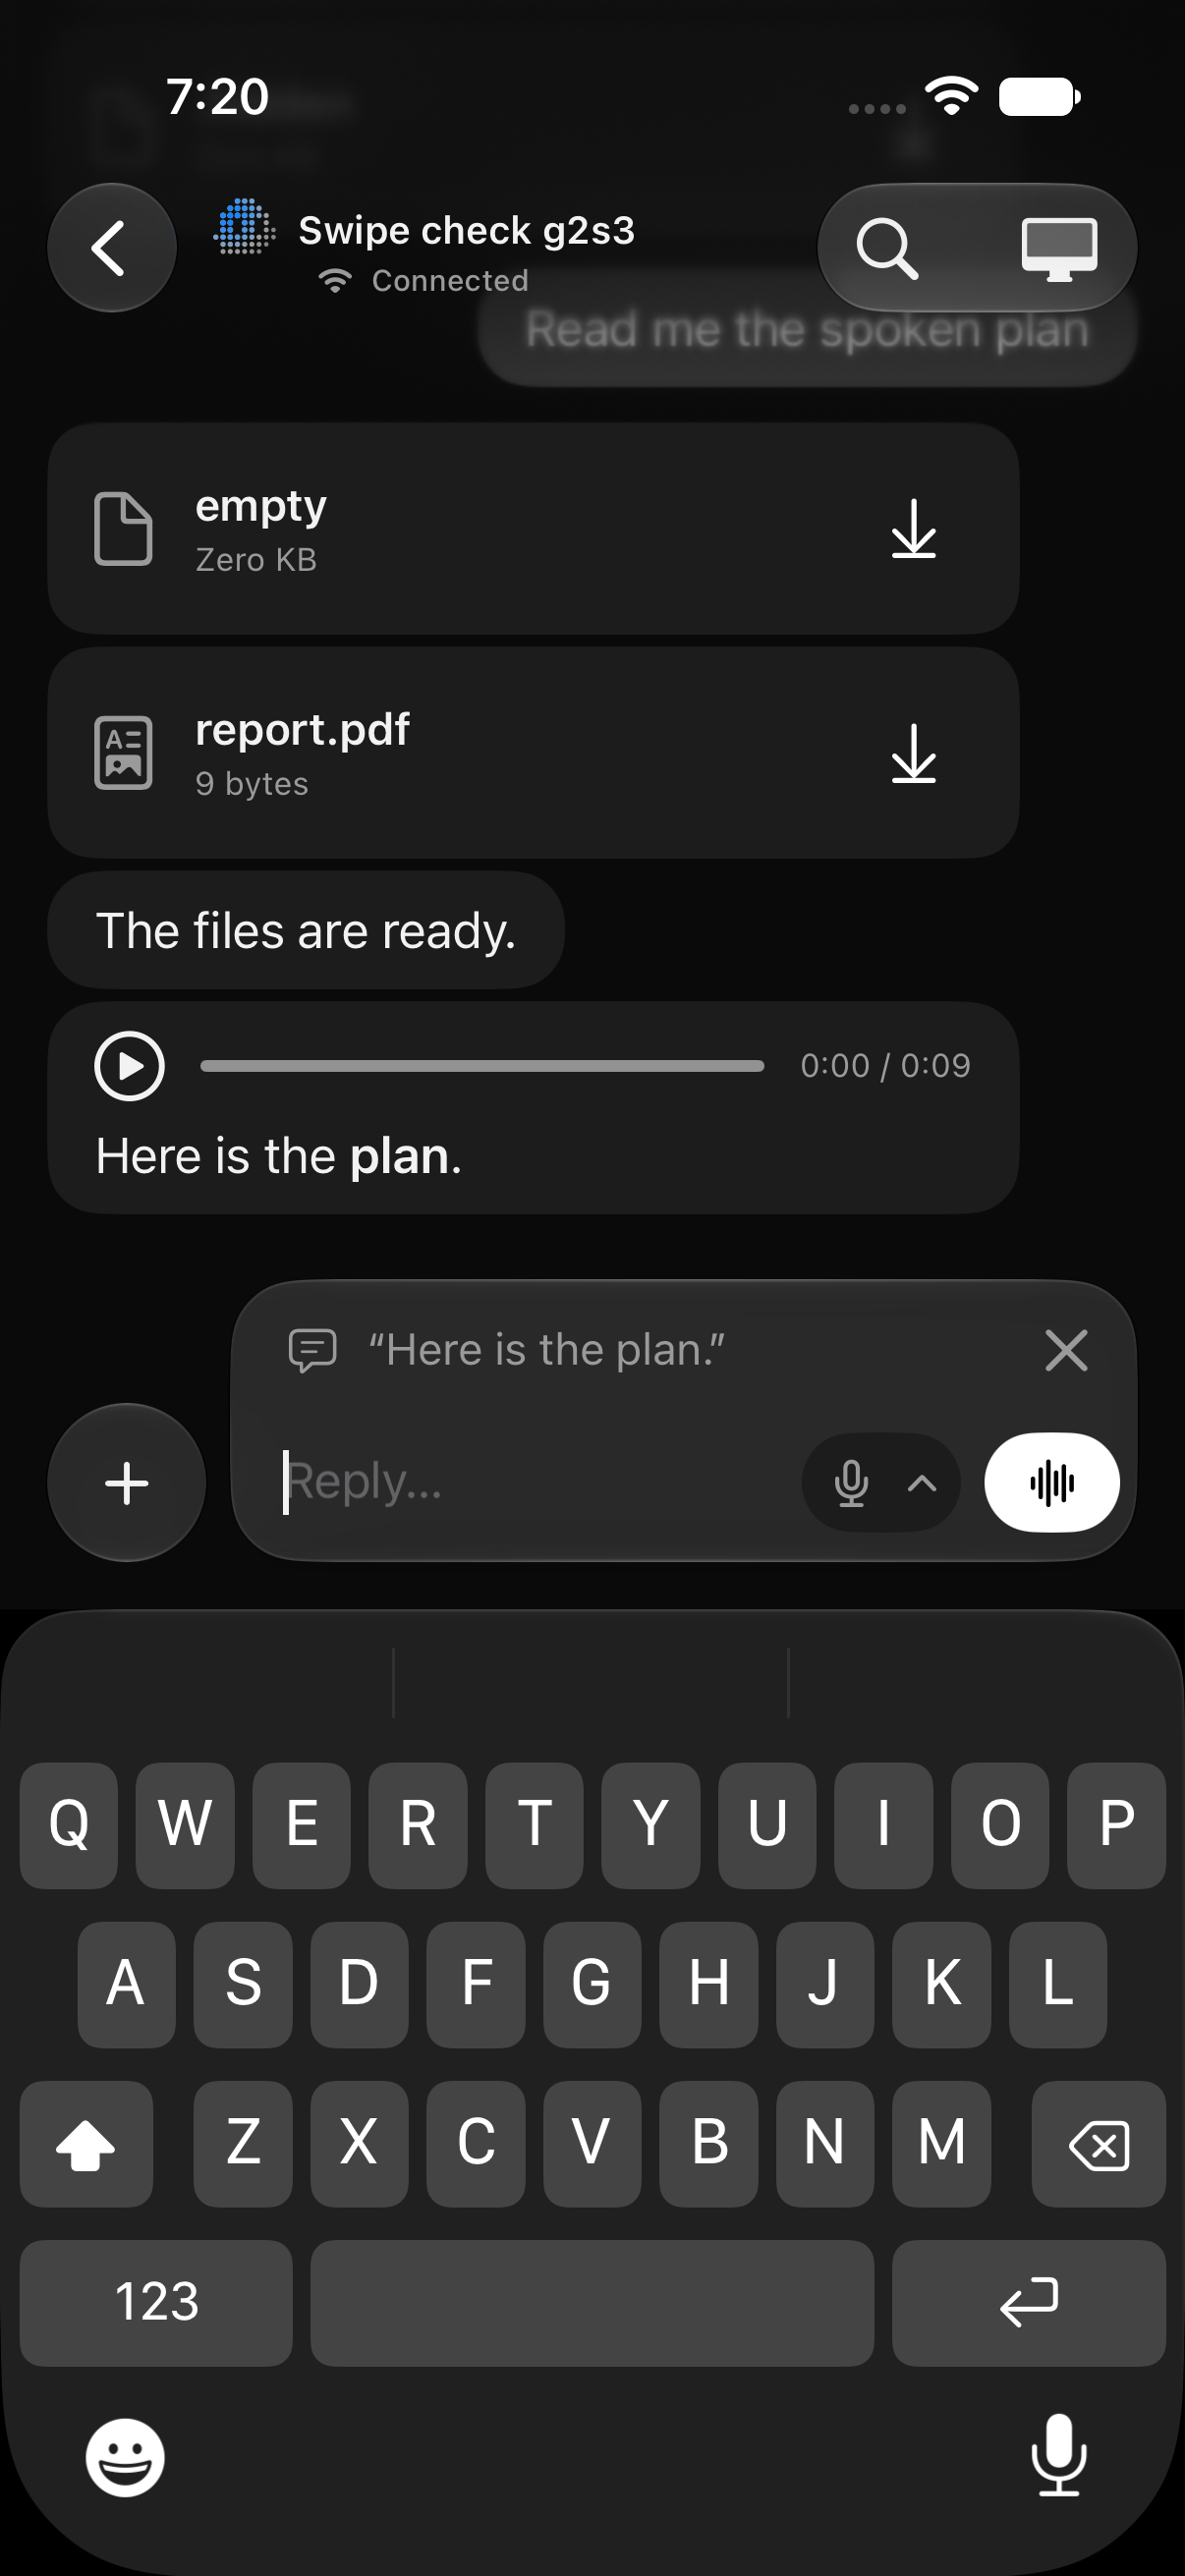 7:20
Swipe check g2s3
Connected
Read me the spoken plan
empty
Zero KB
report.pdf
9 bytes
The files are ready.
0:00 / 0:09
Here is the plan.
“Here is the plan.”
Reply...
Q W E R T Y U I O P
A S D F G H J K L
Z X C V B N M
123